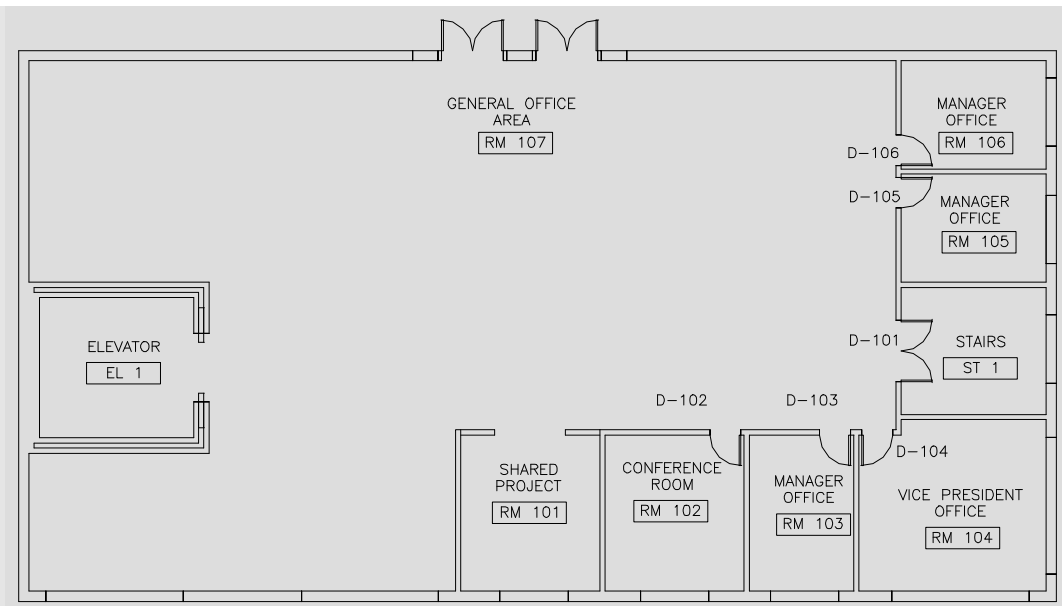 GENERAL OFFICE
AREA
RM 107
MANAGER
OFFICE
RM 106
D-106
D-105
MANAGER
OFFICE
RM 105
ELEVATOR
EL 1
D-101
STAIRS
ST 1
D-102
D-103
D-104
SHARED
PROJECT
RM 101
CONFERENCE
ROOM
RM 102
MANAGER
OFFICE
RM 103
VICE PRESIDENT
OFFICE
RM 104